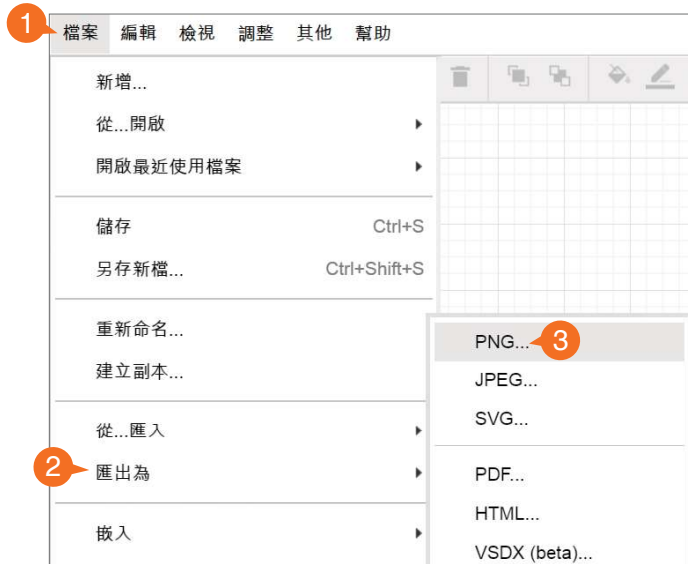 1
檔案 編輯 檢視 調整 其他 幫助
新增...
從...開啟
開啟最近使用檔案
儲存 Ctrl+S
另存新檔... Ctrl+Shift+S
重新命名...
建立副本...
從...匯入
2 匯出為
嵌入
PNG... 3
JPEG...
SVG...
PDF...
HTML...
VSDX (beta)...